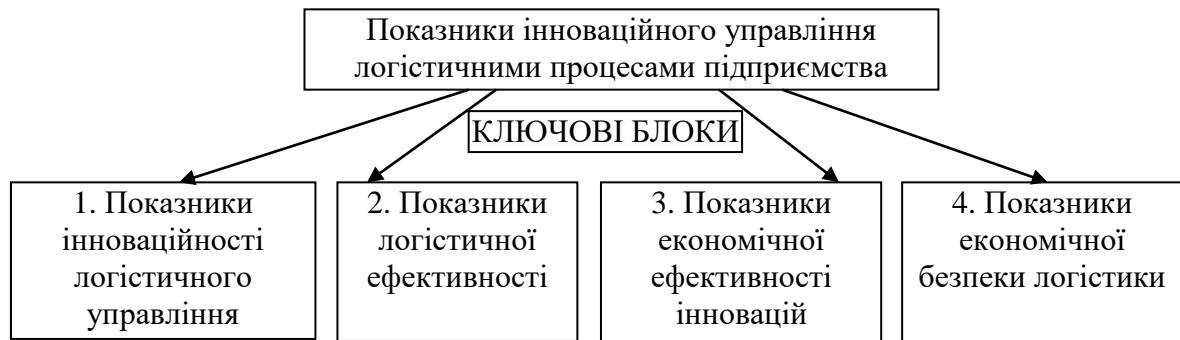 Показники інноваційного управління
логістичними процесами підприємства
КЛЮЧОВІ БЛОКИ
1. Показники
інноваційності
логістичного
управління
2. Показники
логістичної
ефективності
3. Показники
економічної
ефективності
інновацій
4. Показники
економічної
безпеки логістики